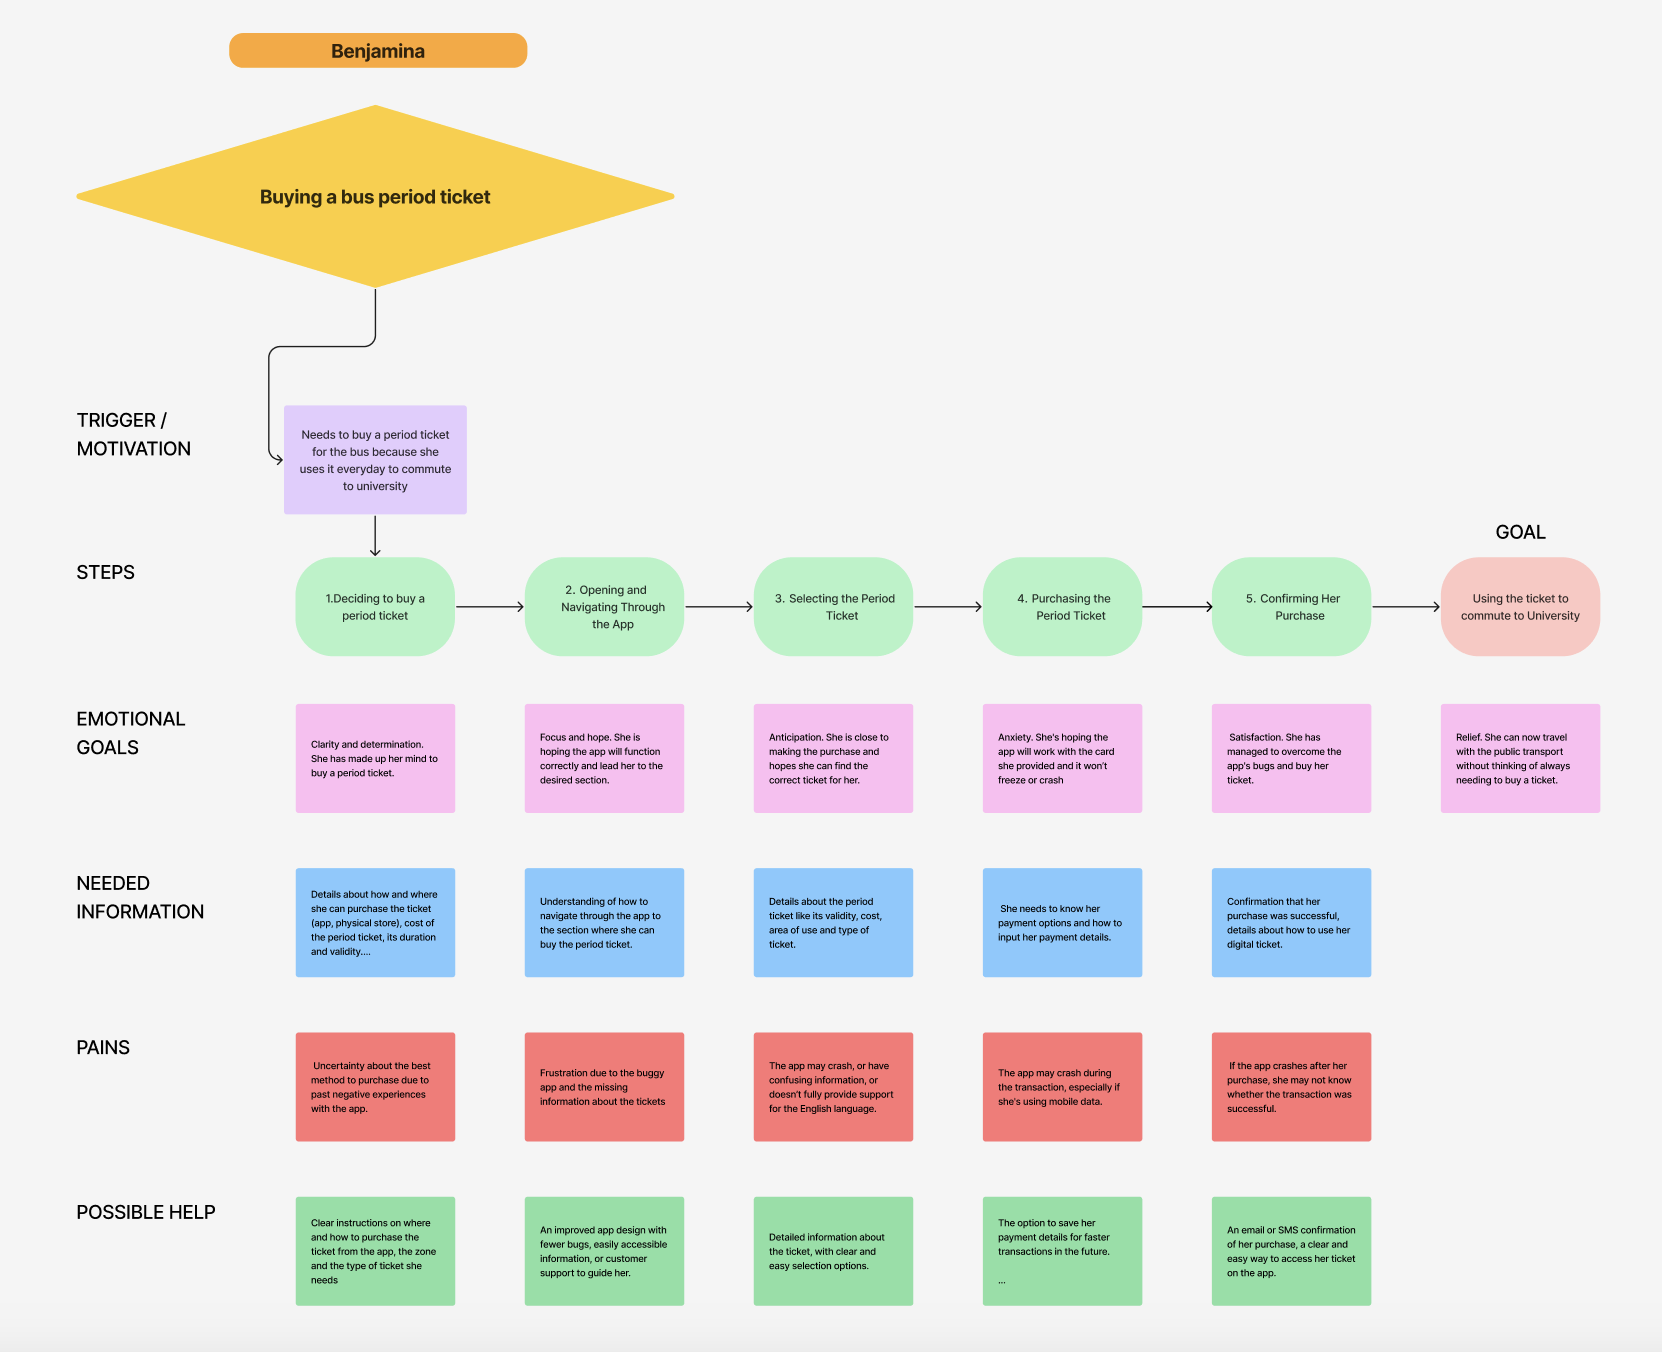 Benjamina
Buying a bus period ticket
TRIGGER /
MOTIVATION
Needs to buy a period ticket
for the bus because she
uses it everyday to commute
to university
GOAL
STEPS
1.Deciding to buy a
period ticket
2. Opening and
Navigating Through
the App
3. Selecting the Period
Ticket
4. Purchasing the
Period Ticket
5. Confirming Her
Purchase
Using the ticket to
commute to University
EMOTIONAL
GOALS
Clarity and determination.
She has made up her mind to
buy a period ticket.
Focus and hope. She is
hoping the app will function
correctly and lead her to the
desired section.
Anticipation. She is close to
making the purchase and
hopes she can find the
correct ticket for her.
Anxiety. She's hoping the
app will work with the card
she provided and it won't
freeze or crash
Satisfaction. She has
managed to overcome the
app's bugs and buy her
ticket.
Relief. She can now travel
with the public transport
without thinking of always
needing to buy a ticket.
NEEDED
INFORMATION
Details about how and where
she can purchase the ticket
(app, physical store), cost of
the period ticket, its duration
and validity....
Understanding of how to
navigate through the app to
the section where she can
buy the period ticket.
Details about the period
ticket like its validity, cost,
area of use and type of
ticket.
She needs to know her
payment options and how to
input her payment details.
Confirmation that her
purchase was successful,
details about how to use her
digital ticket.
PAINS
Uncertainty about the best
method to purchase due to
past negative experiences
with the app.
Frustration due to the buggy
app and the missing
information about the tickets
The app may crash, or have
confusing information, or
doesn't fully provide support
for the English language.
The app may crash during
the transaction, especially if
she's using mobile data.
If the app crashes after her
purchase, she may not know
whether the transaction was
successful.
POSSIBLE HELP
Clear instructions on where
and how to purchase the
ticket from the app, the zone
and the type of ticket she
needs
An improved app design with
fewer bugs, easily accessible
information, or customer
support to guide her.
Detailed information about
the ticket, with clear and
easy selection options.
The option to save her
payment details for faster
transactions in the future.
...
An email or SMS confirmation
of her purchase, a clear and
easy way to access her ticket
on the app.